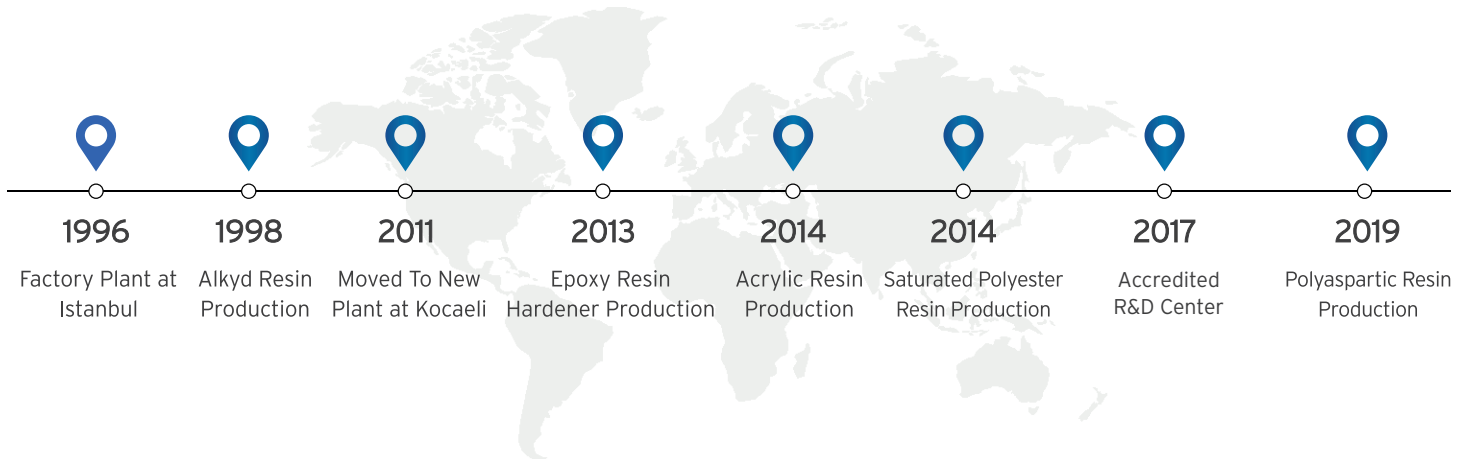 1996
Factory Plant at
Istanbul
1998
Alkyd Resin
Production
2011
Moved To New
Plant at Kocaeli
2013
Epoxy Resin
Hardener Production
2014
Acrylic Resin
Production
2014
Saturated Polyester
Resin Production
2017
Accredited
R&D Center
2019
Polyaspartic Resin
Production